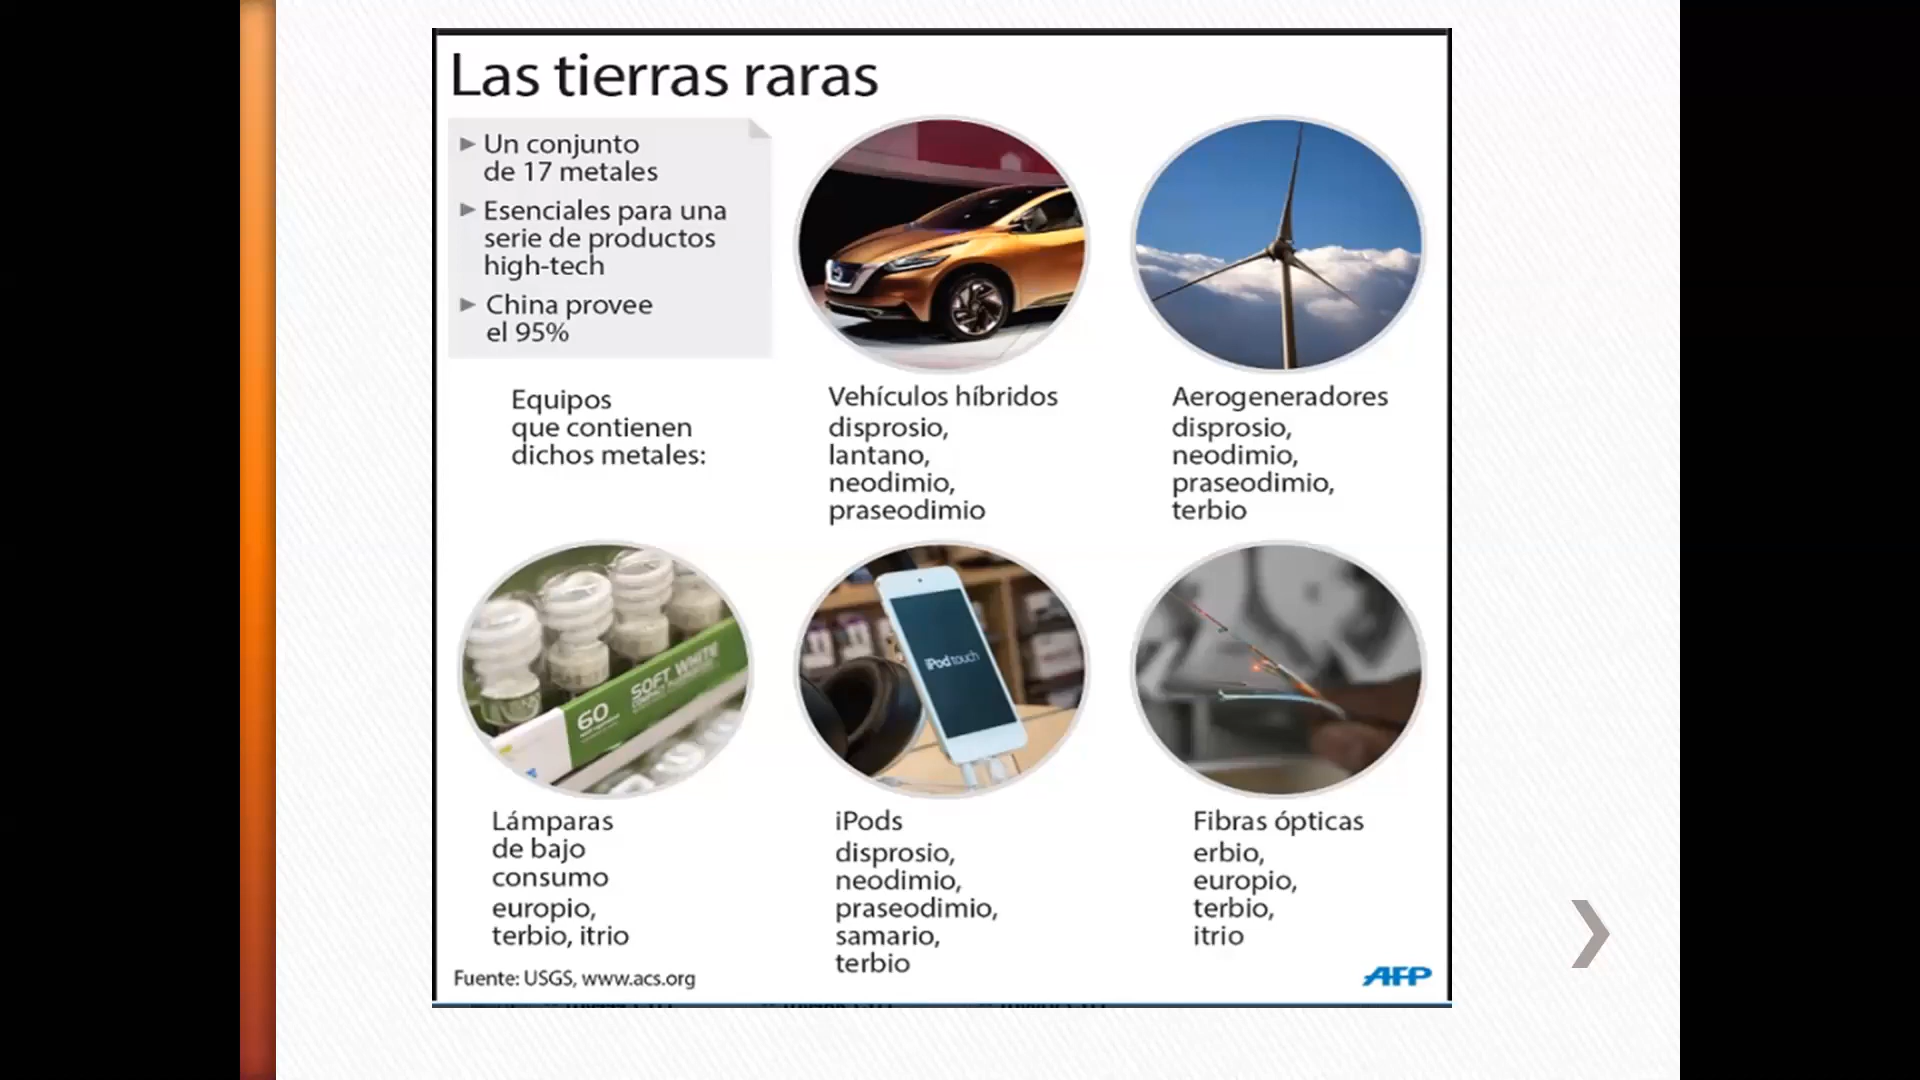 Las tierras raras
Un conjunto
de 17 metales
Esenciales para una
serie de productos
high-tech
China provee
el 95%
Equipos
que contienen
dichos metales:
Vehículos híbridos
disprosio,
lantano,
neodimio,
praseodimio
Aerogeneradores
disprosio,
neodimio,
praseodimio,
terbio
SOFT WHITE
60
iPod touch
Lámparas
de bajo
consumo
europio,
terbio, itrio
iPods
disprosio,
neodimio,
praseodimio,
samario,
terbio
Fibras ópticas
erbio,
europio,
terbio,
itrio
Fuente: USGS, www.acs.org
AFP